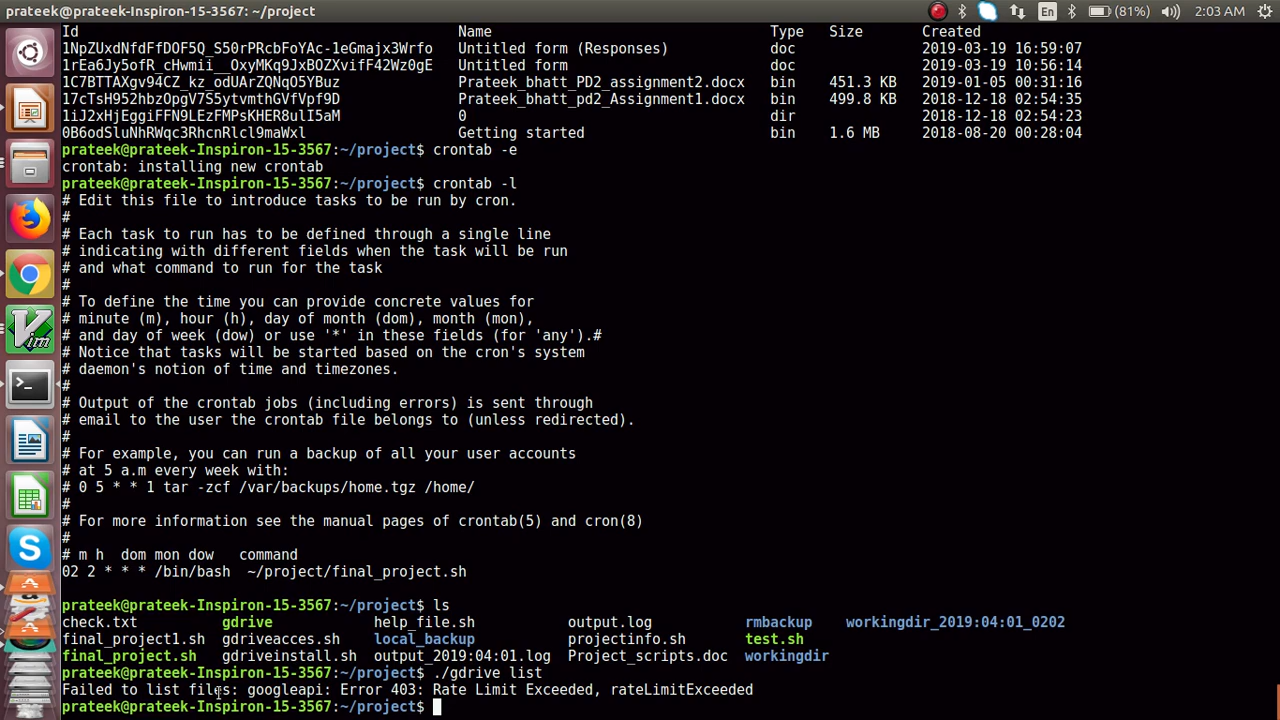 prateek@prateek-Inspiron-15-3567: ~/project En (81%) 2:03 AM
Id Name Type Size Created
1NpZUxdNfdFfDOF5Q_S50rPRcbFoYAc-1eGmajx3Wrfo Untitled form (Responses) doc 2019-03-19 16:59:07
1rEa6Jy5ofR_cHwmii__OxyMKq9JxBOZXvifF42Wz0gE Untitled form doc 2019-03-19 10:56:14
1C7BTTAXgv94CZ_kz_odUArZQNqO5YBuz Prateek_bhatt_PD2_assignment2.docx bin 451.3 KB 2019-01-05 00:31:16
17cTsH952hbzOpgV7S5ytvmthGVfVpf9D Prateek_bhatt_pd2_Assignment1.docx bin 499.8 KB 2018-12-18 02:54:35
1iJ2xHjEggiFFN9LEzFMPsKHER8ulI5aM 0 dir 2018-12-18 02:54:23
0B6odSluNhRWqc3RhcnRlcl9maWxl Getting started bin 1.6 MB 2018-08-20 00:28:04
prateek@prateek-Inspiron-15-3567:~/project$ crontab -e
crontab: installing new crontab
prateek@prateek-Inspiron-15-3567:~/project$ crontab -l
# Edit this file to introduce tasks to be run by cron.
#
# Each task to run has to be defined through a single line
# indicating with different fields when the task will be run
# and what command to run for the task
#
# To define the time you can provide concrete values for
# minute (m), hour (h), day of month (dom), month (mon),
# and day of week (dow) or use '*' in these fields (for 'any').#
# Notice that tasks will be started based on the cron's system
# daemon's notion of time and timezones.
#
# Output of the crontab jobs (including errors) is sent through
# email to the user the crontab file belongs to (unless redirected).
#
# For example, you can run a backup of all your user accounts
# at 5 a.m every week with:
# 0 5 * * 1 tar -zcf /var/backups/home.tgz /home/
#
# For more information see the manual pages of crontab(5) and cron(8)
#
# m h  dom mon dow   command
02 2 * * * /bin/bash  ~/project/final_project.sh
prateek@prateek-Inspiron-15-3567:~/project$ ls
check.txt gdrive help_file.sh output.log rmbackup workingdir_2019:04:01_0202
final_project1.sh gdriveacces.sh local_backup projectinfo.sh test.sh
final_project.sh gdriveinstall.sh output_2019:04:01.log Project_scripts.doc workingdir
prateek@prateek-Inspiron-15-3567:~/project$ ./gdrive list
Failed to list files: googleapi: Error 403: Rate Limit Exceeded, rateLimitExceeded
prateek@prateek-Inspiron-15-3567:~/project$